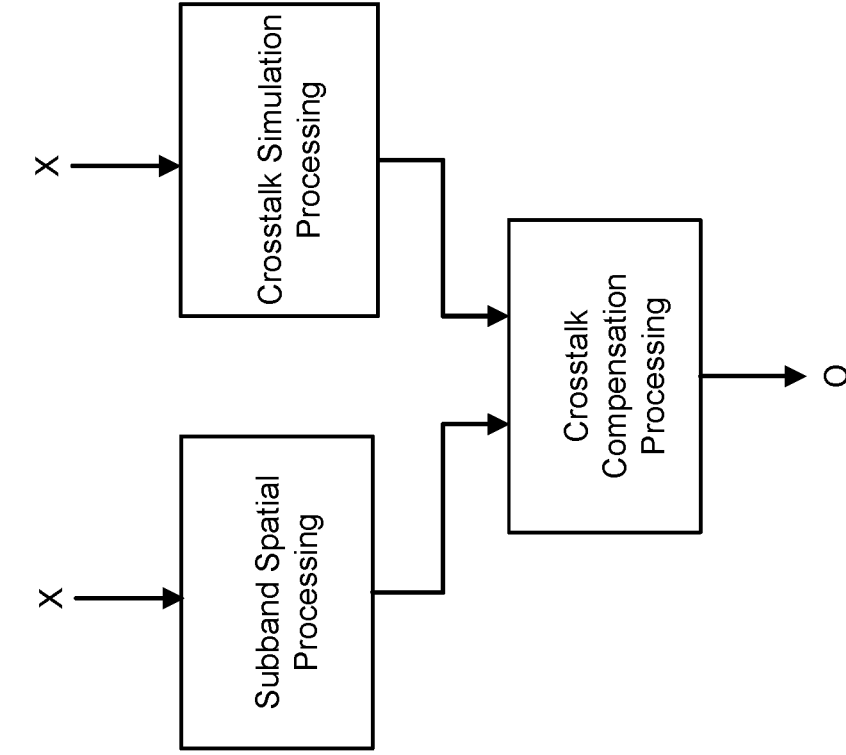 X
X
Subband Spatial
Processing
Crosstalk Simulation
Processing
Crosstalk
Compensation
Processing
O